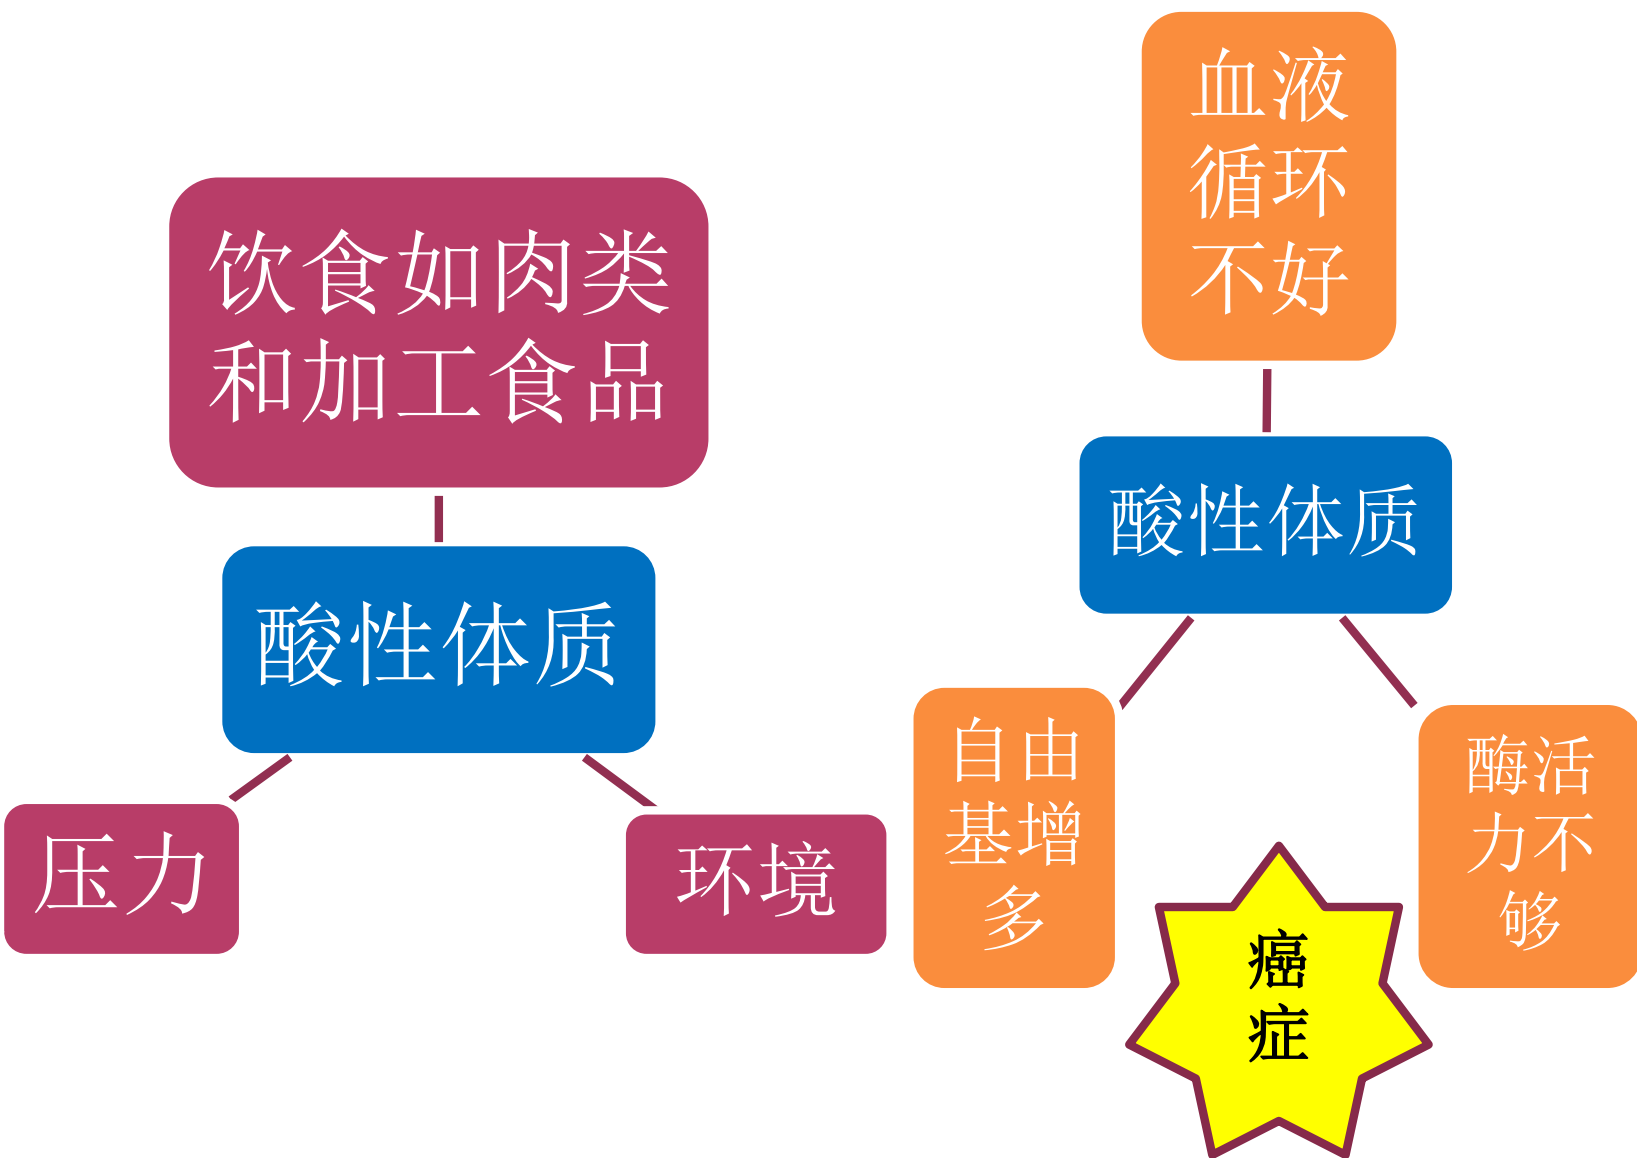 饮食如肉类
和加工食品
酸性体质
压力
环境
血液
循环
不好
酸性体质
自由
基增
多
酶活
力不
够
癌
症